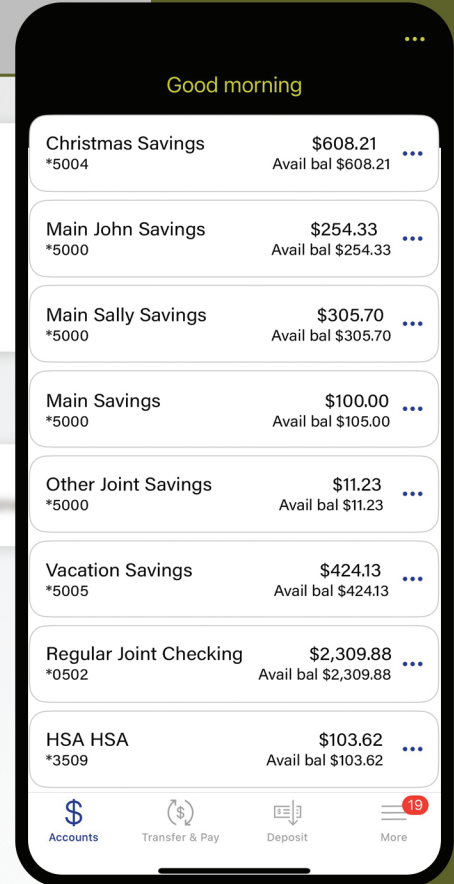 Good morning
Christmas Savings $608.21
*5004 Avail bal $608.21
Main John Savings $254.33
*5000 Avail bal $254.33
Main Sally Savings $305.70
*5000 Avail bal $305.70
Main Savings $100.00
*5000 Avail bal $105.00
Other Joint Savings $11.23
*5000 Avail bal $11.23
Vacation Savings $424.13
*5005 Avail bal $424.13
Regular Joint Checking $2,309.88
*0502 Avail bal $2,309.88
HSA HSA $103.62
*3509 Avail bal $103.62
19
Accounts Transfer & Pay Deposit More